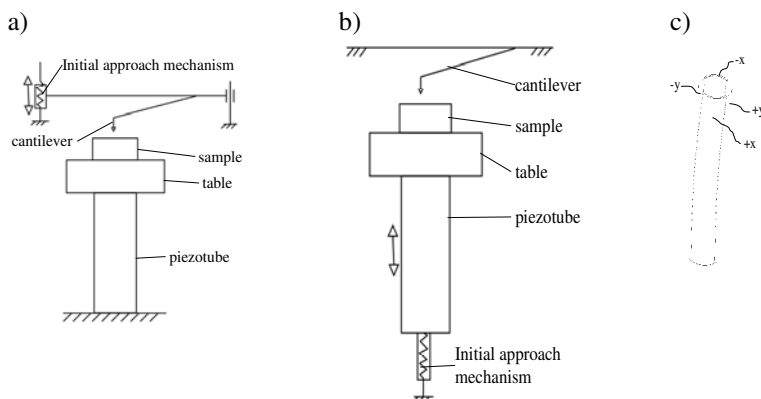 a)
Initial approach mechanism
cantilever
sample
table
piezotube
b)
cantilever
sample
table
piezotube
Initial approach
mechanism
c)
-x
-y
+y
+x